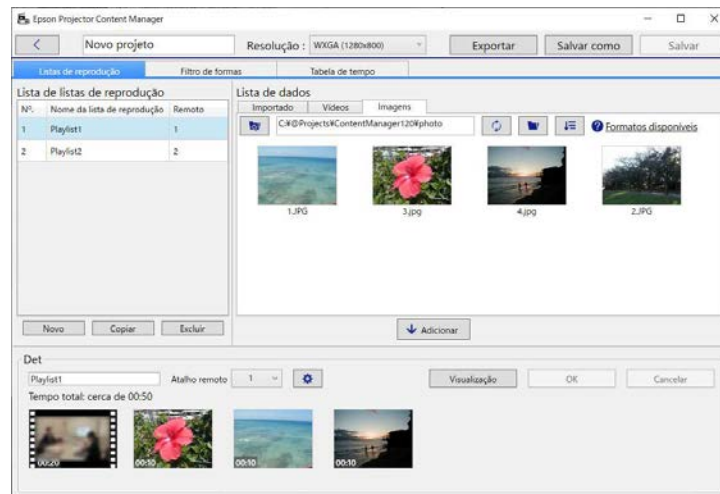 Epson Projector Content Manager
Novo projeto Resolução : WXGA (1280x800) Exportar Salvar como Salvar
Listas de reprodução Filtro de formas Tabela de tempo
Lista de listas de reprodução
Nº. Nome da lista de reprodução Remoto
1 Playlist1 1
2 Playlist2 2
Novo Copiar Excluir
Lista de dados
Importado Vídeos Imagens
C:¥@Projects¥ContentManager120¥photo ? Formatos disponíveis
1.JPG 3.jpg 4.jpg 2.JPG
Adicionar
Det
Playlist1 Atalho remoto 1 Visualização OK Cancelar
Tempo total: cerca de 00:50
00:20 00:10 00:10 00:10